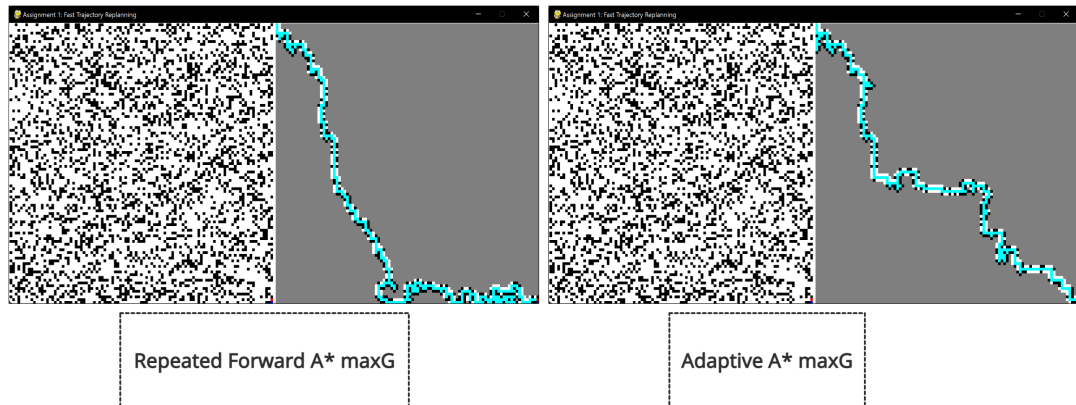 Assignment 1: Fast Trajectory Replanning
Assignment 1: Fast Trajectory Replanning
Repeated Forward A* maxG
Adaptive A* maxG